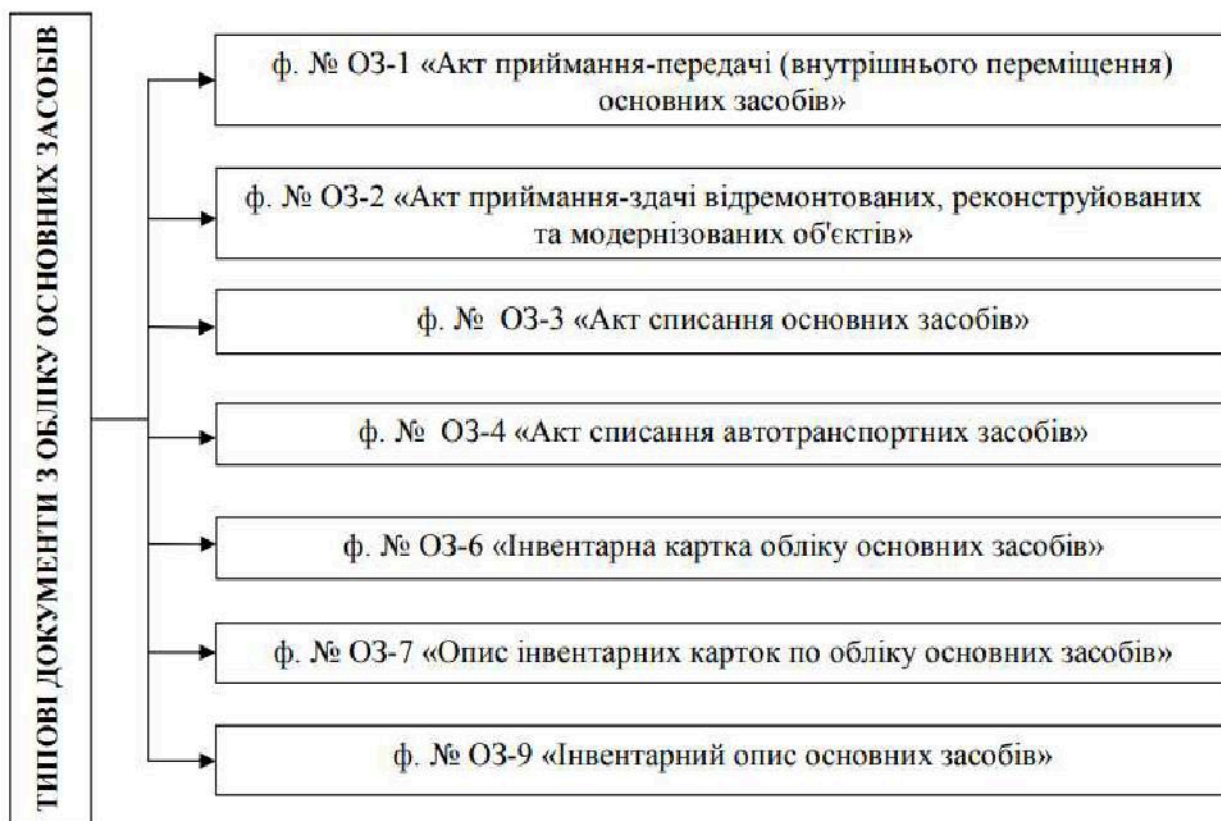 ТИПОВІ ДОКУМЕНТИ З ОБЛІКУ ОСНОВНИХ ЗАСОБІВ
ф. № ОЗ-1 «Акт приймання-передачі (внутрішнього переміщення)
основних засобів»
ф. № ОЗ-2 «Акт приймання-здачі відремонтованих, реконструйованих
та модернізованих об'єктів»
ф. № ОЗ-3 «Акт списання основних засобів»
ф. № ОЗ-4 «Акт списання автотранспортних засобів»
ф. № ОЗ-6 «Інвентарна картка обліку основних засобів»
ф. № ОЗ-7 «Опис інвентарних карток по обліку основних засобів»
ф. № ОЗ-9 «Інвентарний опис основних засобів»